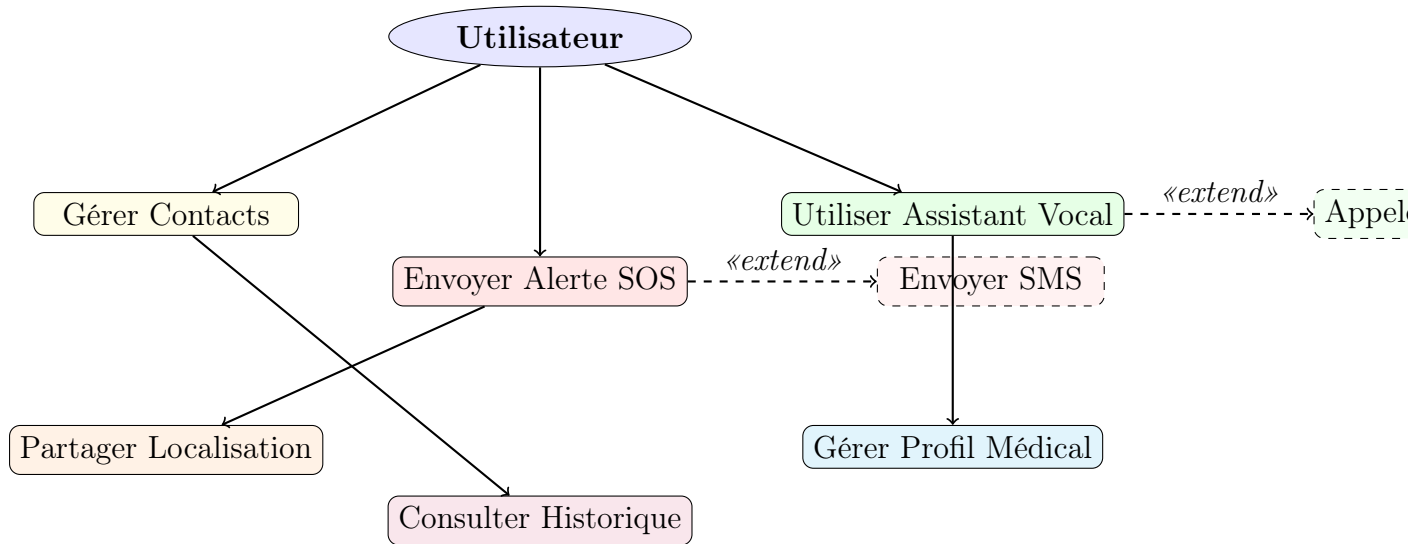 Utilisateur
Gérer Contacts
Utiliser Assistant Vocal
«extend»
Envoyer Alerte SOS
«extend»
Envoyer SMS
Partager Localisation
Gérer Profil Médical
Consulter Historique